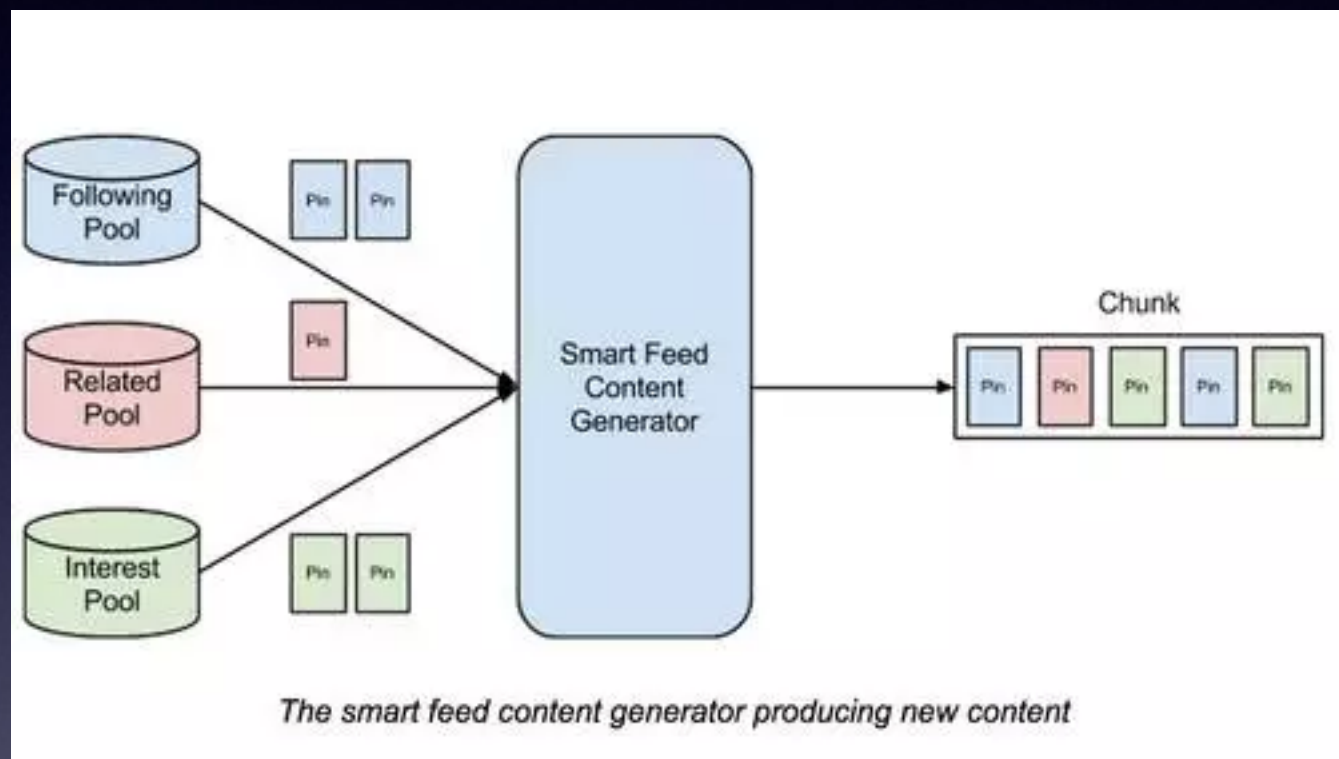 Following
Pool
Pin Pin
Related
Pool
Pin
Interest
Pool
Pin Pin
Smart Feed
Content
Generator
Chunk
Pin Pin Pin Pin Pin
The smart feed content generator producing new content